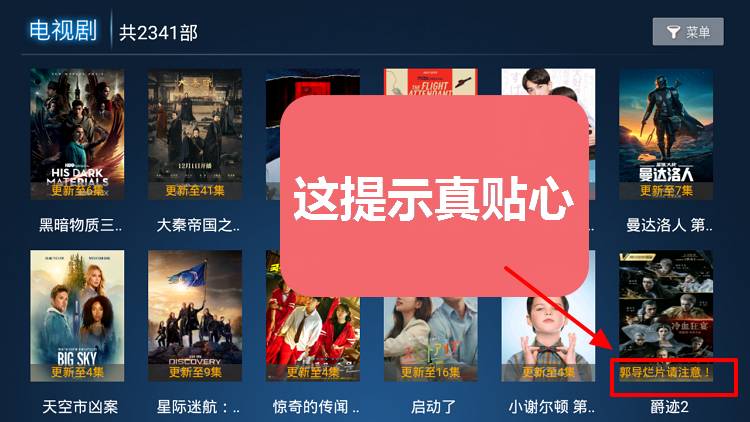 电视剧
共2341部
菜单
HBO
HIS DARK
MATERIALS
更新至6集
12月1日开播
更新至41集
THE FLIGHT
ATTENDANT
曼达洛人
更新至7集
这提示真贴心
黑暗物质三..
大秦帝国之..
曼达洛人 第..
BIG SKY
更新至4集
DISCOVERY
更新至9集
更新至4集
更新至16集
更新至4集
冷血狂宴
郭导烂片请注意！
天空市凶案
星际迷航：..
惊奇的传闻 ..
启动了
小谢尔顿 第..
爵迹2